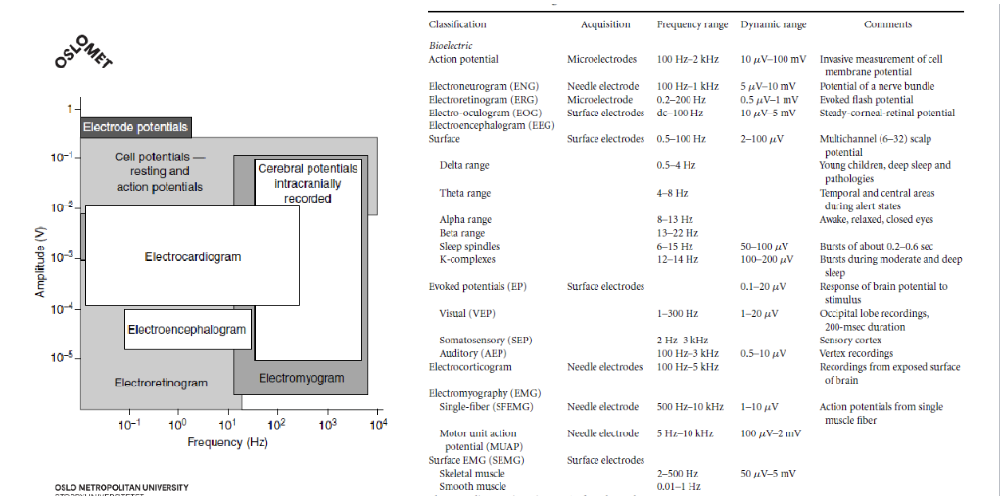 OSLOMET
1
Electrode potentials
10⁻¹
Cell potentials —
resting and
action potentials
Cerebral potentials
intracranially
recorded
10⁻²
Amplitude (V)
10⁻³
Electrocardiogram
10⁻⁴
Electroencephalogram
10⁻⁵
Electroretinogram
Electromyogram
10⁻¹ 10⁰ 10¹ 10² 10³ 10⁴
Frequency (Hz)
OSLO METROPOLITAN UNIVERSITY
Classification Acquisition Frequency range Dynamic range Comments
Bioelectric
Action potential Microelectrodes 100 Hz–2 kHz 10 μV–100 mV Invasive measurement of cell
membrane potential
Electroneurogram (ENG) Needle electrode 100 Hz–1 kHz 5 μV–10 mV Potential of a nerve bundle
Electroretinogram (ERG) Microelectrode 0.2–200 Hz 0.5 μV–1 mV Evoked flash potential
Electro-oculogram (EOG) Surface electrodes dc–100 Hz 10 μV–5 mV Steady-corneal-retinal potential
Electroencephalogram (EEG)
Surface Surface electrodes 0.5–100 Hz 2–100 μV Multichannel (6–32) scalp
potential
Delta range 0.5–4 Hz Young children, deep sleep and
pathologies
Theta range 4–8 Hz Temporal and central areas
during alert states
Alpha range 8–13 Hz Awake, relaxed, closed eyes
Beta range 13–22 Hz
Sleep spindles 6–15 Hz 50–100 μV Bursts of about 0.2–0.6 sec
K-complexes 12–14 Hz 100–200 μV Bursts during moderate and deep
sleep
Evoked potentials (EP) Surface electrodes 0.1–20 μV Response of brain potential to
stimulus
Visual (VEP) 1–300 Hz 1–20 μV Occipital lobe recordings,
200-msec duration
Somatosensory (SEP) 2 Hz–3 kHz Sensory cortex
Auditory (AEP) 100 Hz–3 kHz 0.5–10 μV Vertex recordings
Electrocorticogram Needle electrodes 100 Hz–5 kHz Recordings from exposed surface
of brain
Electromyography (EMG)
Single-fiber (SFEMG) Needle electrode 500 Hz–10 kHz 1–10 μV Action potentials from single
muscle fiber
Motor unit action Needle electrode 5 Hz–10 kHz 100 μV–2 mV
potential (MUAP)
Surface EMG (SEMG) Surface electrodes
Skeletal muscle 2–500 Hz 50 μV–5 mV
Smooth muscle 0.01–1 Hz